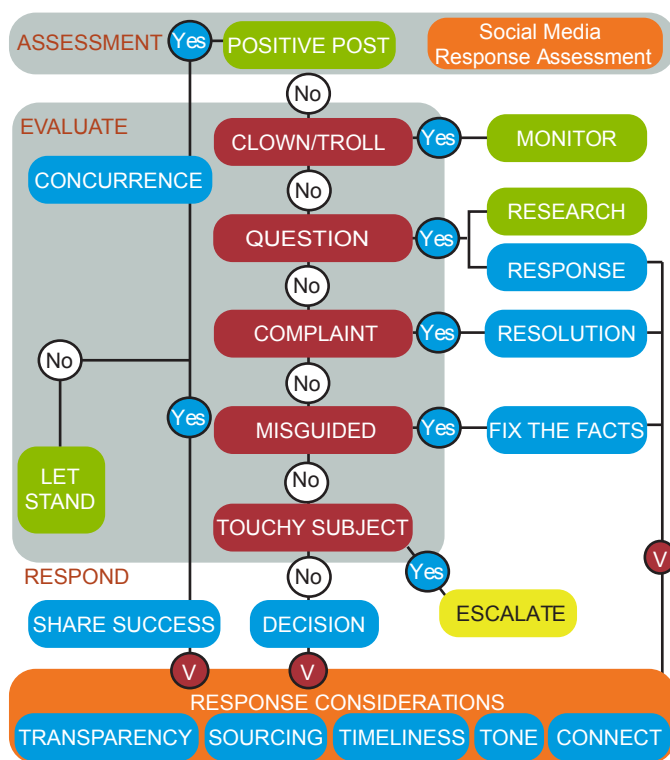 ASSESSMENT
Yes
POSITIVE POST
Social Media
Response Assessment
No
EVALUATE
CLOWN/TROLL
Yes
MONITOR
CONCURRENCE
No
QUESTION
Yes
RESEARCH
RESPONSE
No
COMPLAINT
Yes
RESOLUTION
No
No
Yes
MISGUIDED
Yes
FIX THE FACTS
LET
STAND
No
TOUCHY SUBJECT
Yes
V
RESPOND
No
ESCALATE
SHARE SUCCESS
DECISION
V
V
RESPONSE CONSIDERATIONS
TRANSPARENCY
SOURCING
TIMELINESS
TONE
CONNECT